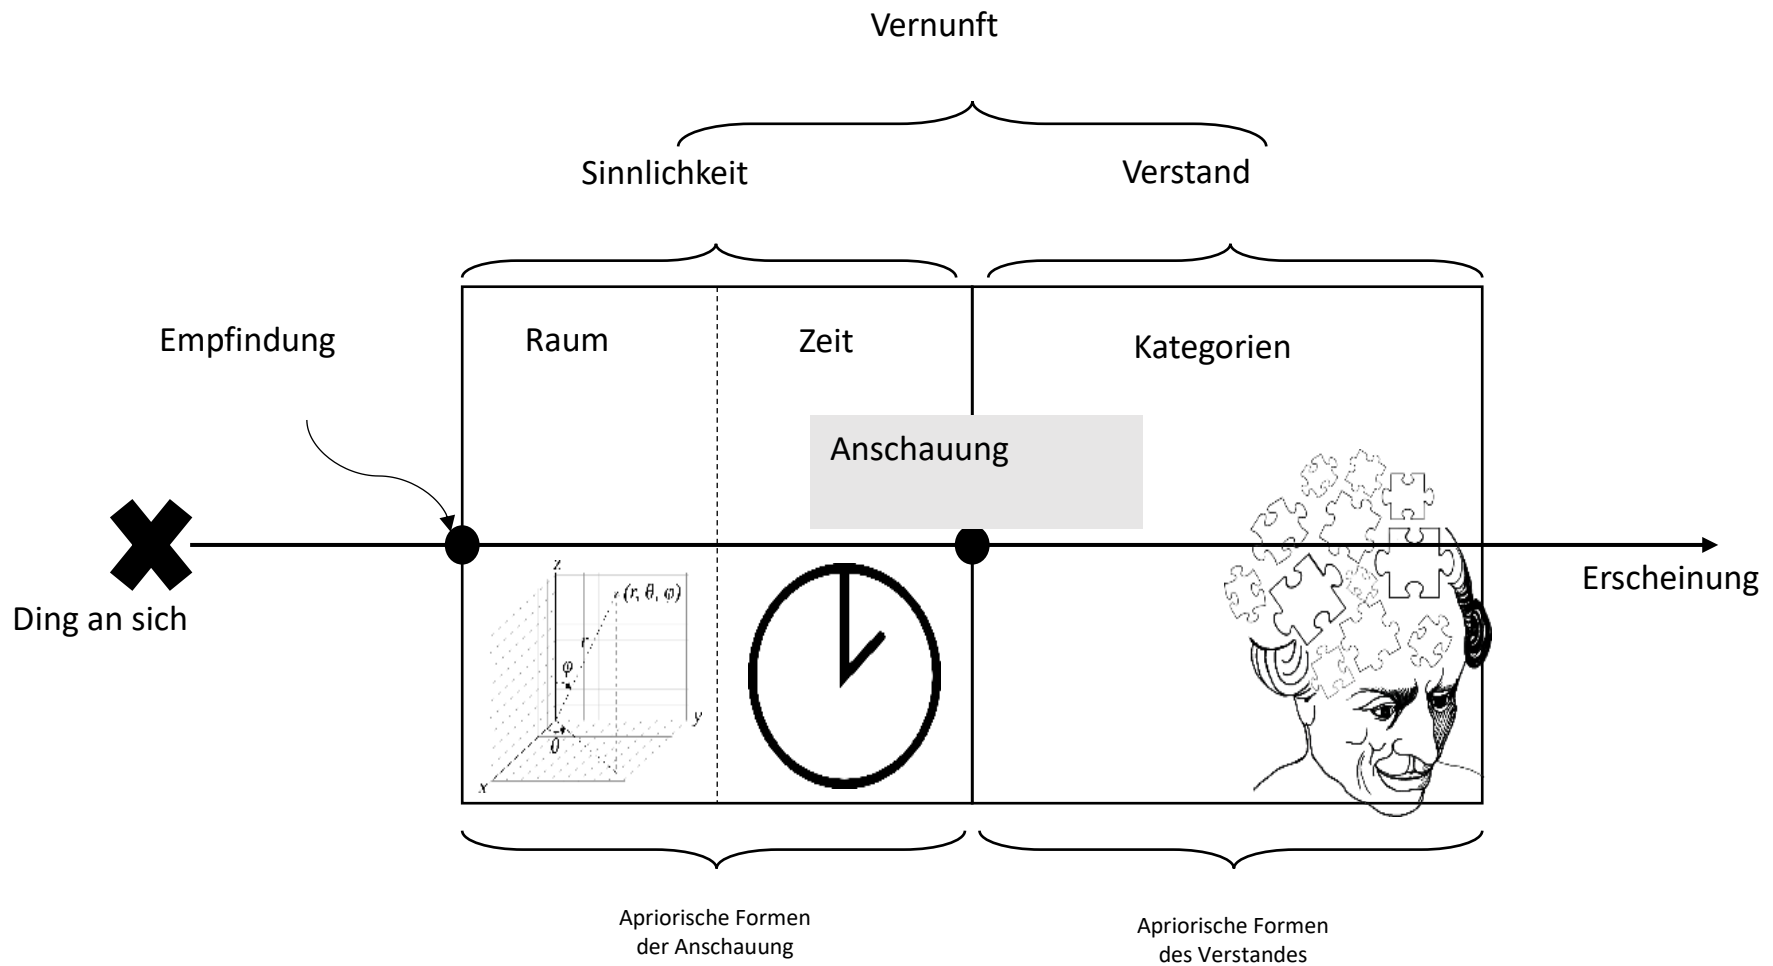 Vernunft
Sinnlichkeit
Verstand
Empfindung
Raum
Zeit
Kategorien
Anschauung
Ding an sich
Erscheinung
z
(r, θ, φ)
r
φ
y
θ
x
Apriorische Formen
der Anschauung
Apriorische Formen
des Verstandes